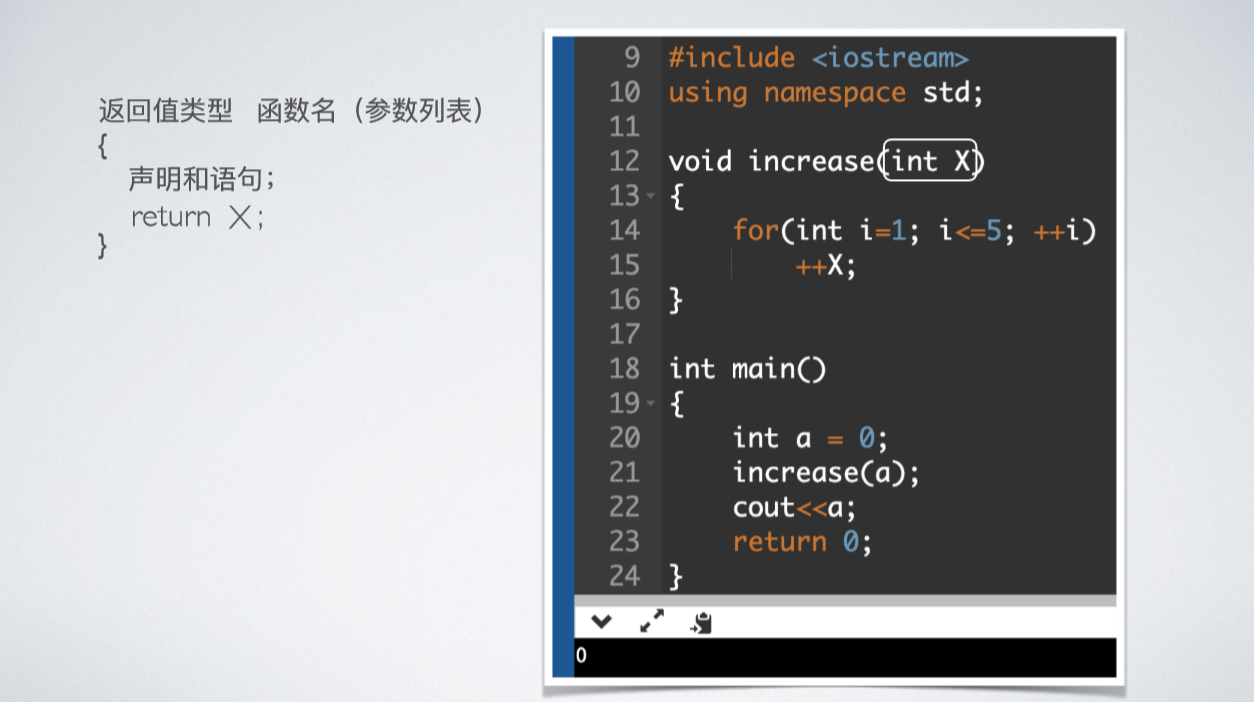 返回值类型 函数名（参数列表）
{
声明和语句；
return X;
}
9 #include <iostream>
10 using namespace std;
11
12 void increase(int X)
13 {
14 for(int i=1; i<=5; ++i)
15 ++X;
16 }
17
18 int main()
19 {
20 int a = 0;
21 increase(a);
22 cout<<a;
23 return 0;
24 }
0